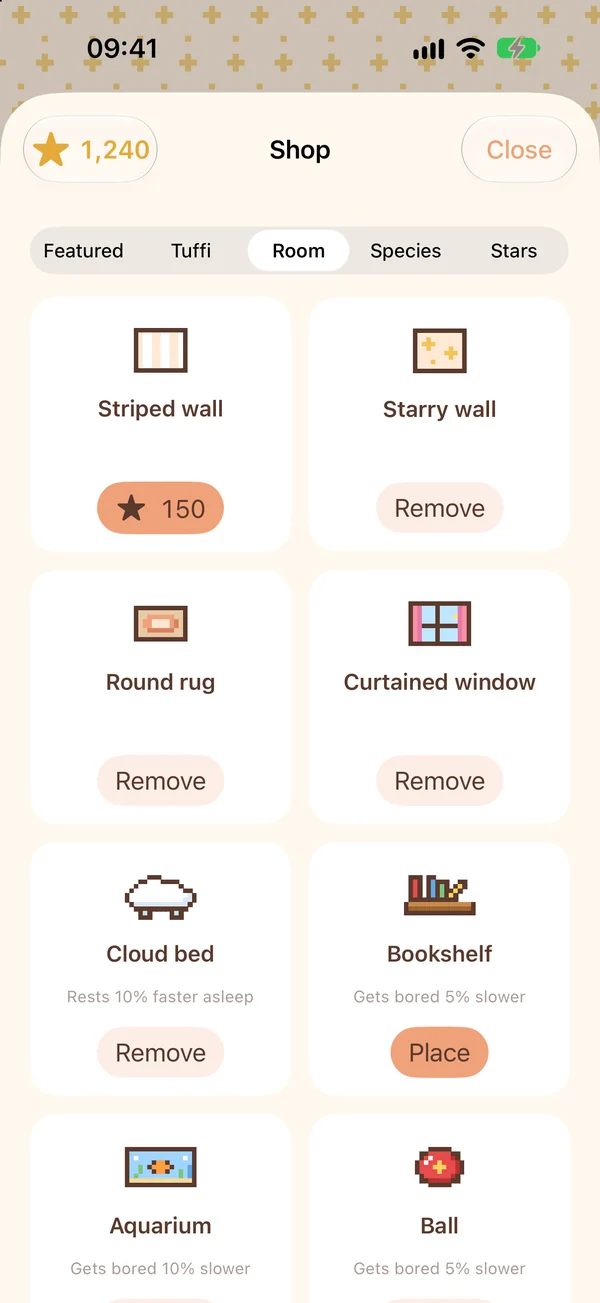 09:41
1,240
Shop
Close
Featured
Tuffi
Room
Species
Stars
Striped wall
Starry wall
150
Remove
Round rug
Curtained window
Remove
Remove
Cloud bed
Bookshelf
Rests 10% faster asleep
Gets bored 5% slower
Remove
Place
Aquarium
Ball
Gets bored 10% slower
Gets bored 5% slower